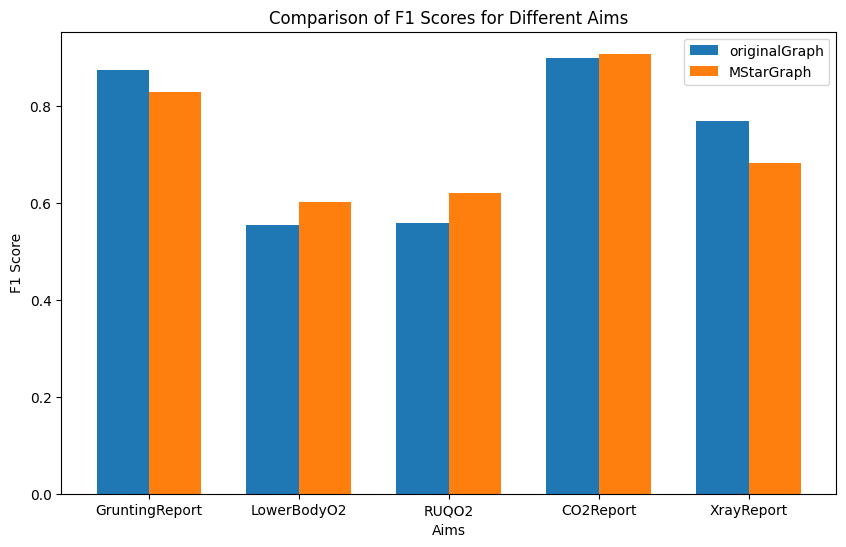 Comparison of F1 Scores for Different Aims
originalGraph
MStarGraph
F1 Score
0.8
0.6
0.4
0.2
0.0
GruntingReport LowerBodyO2 RUQO2 CO2Report XrayReport
Aims